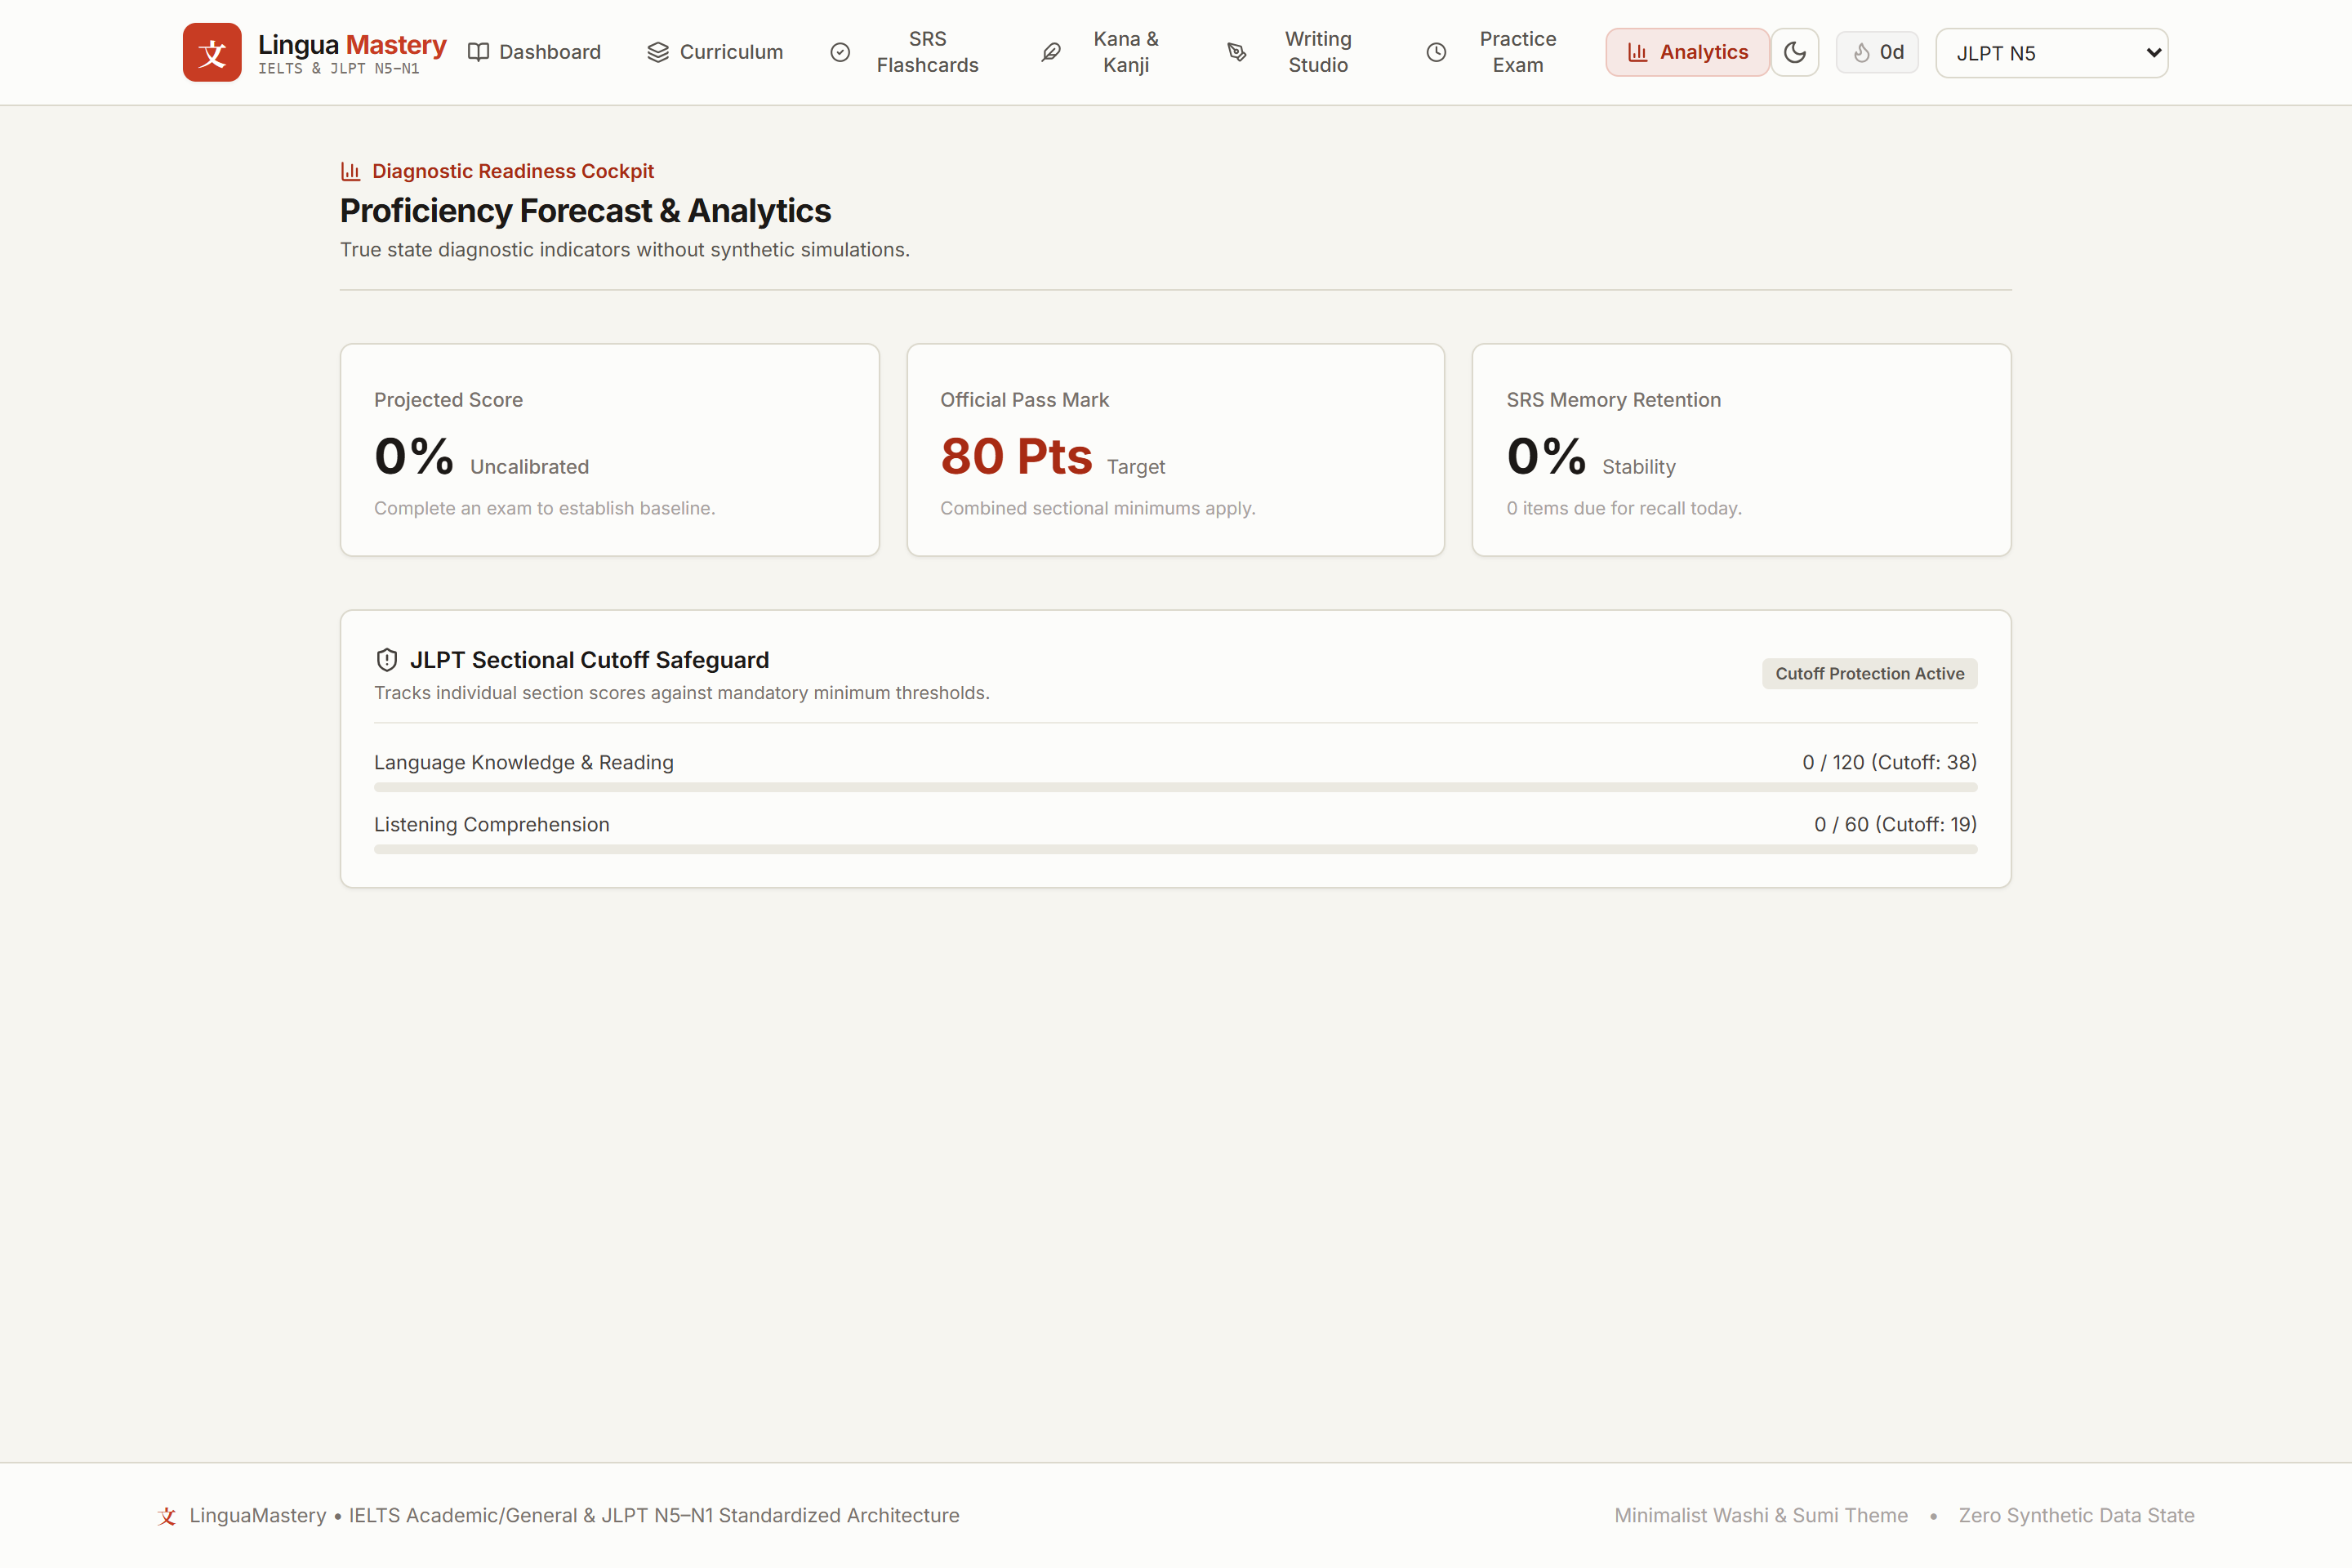 文
Lingua Mastery
IELTS & JLPT N5–N1
Dashboard
Curriculum
SRS
Flashcards
Kana &
Kanji
Writing
Studio
Practice
Exam
Analytics
0d
JLPT N5
Diagnostic Readiness Cockpit
Proficiency Forecast & Analytics
True state diagnostic indicators without synthetic simulations.
Projected Score
0% Uncalibrated
Complete an exam to establish baseline.
Official Pass Mark
80 Pts Target
Combined sectional minimums apply.
SRS Memory Retention
0% Stability
0 items due for recall today.
JLPT Sectional Cutoff Safeguard
Tracks individual section scores against mandatory minimum thresholds.
Cutoff Protection Active
Language Knowledge & Reading 0 / 120 (Cutoff: 38)
Listening Comprehension 0 / 60 (Cutoff: 19)
文 LinguaMastery • IELTS Academic/General & JLPT N5–N1 Standardized Architecture
Minimalist Washi & Sumi Theme • Zero Synthetic Data State